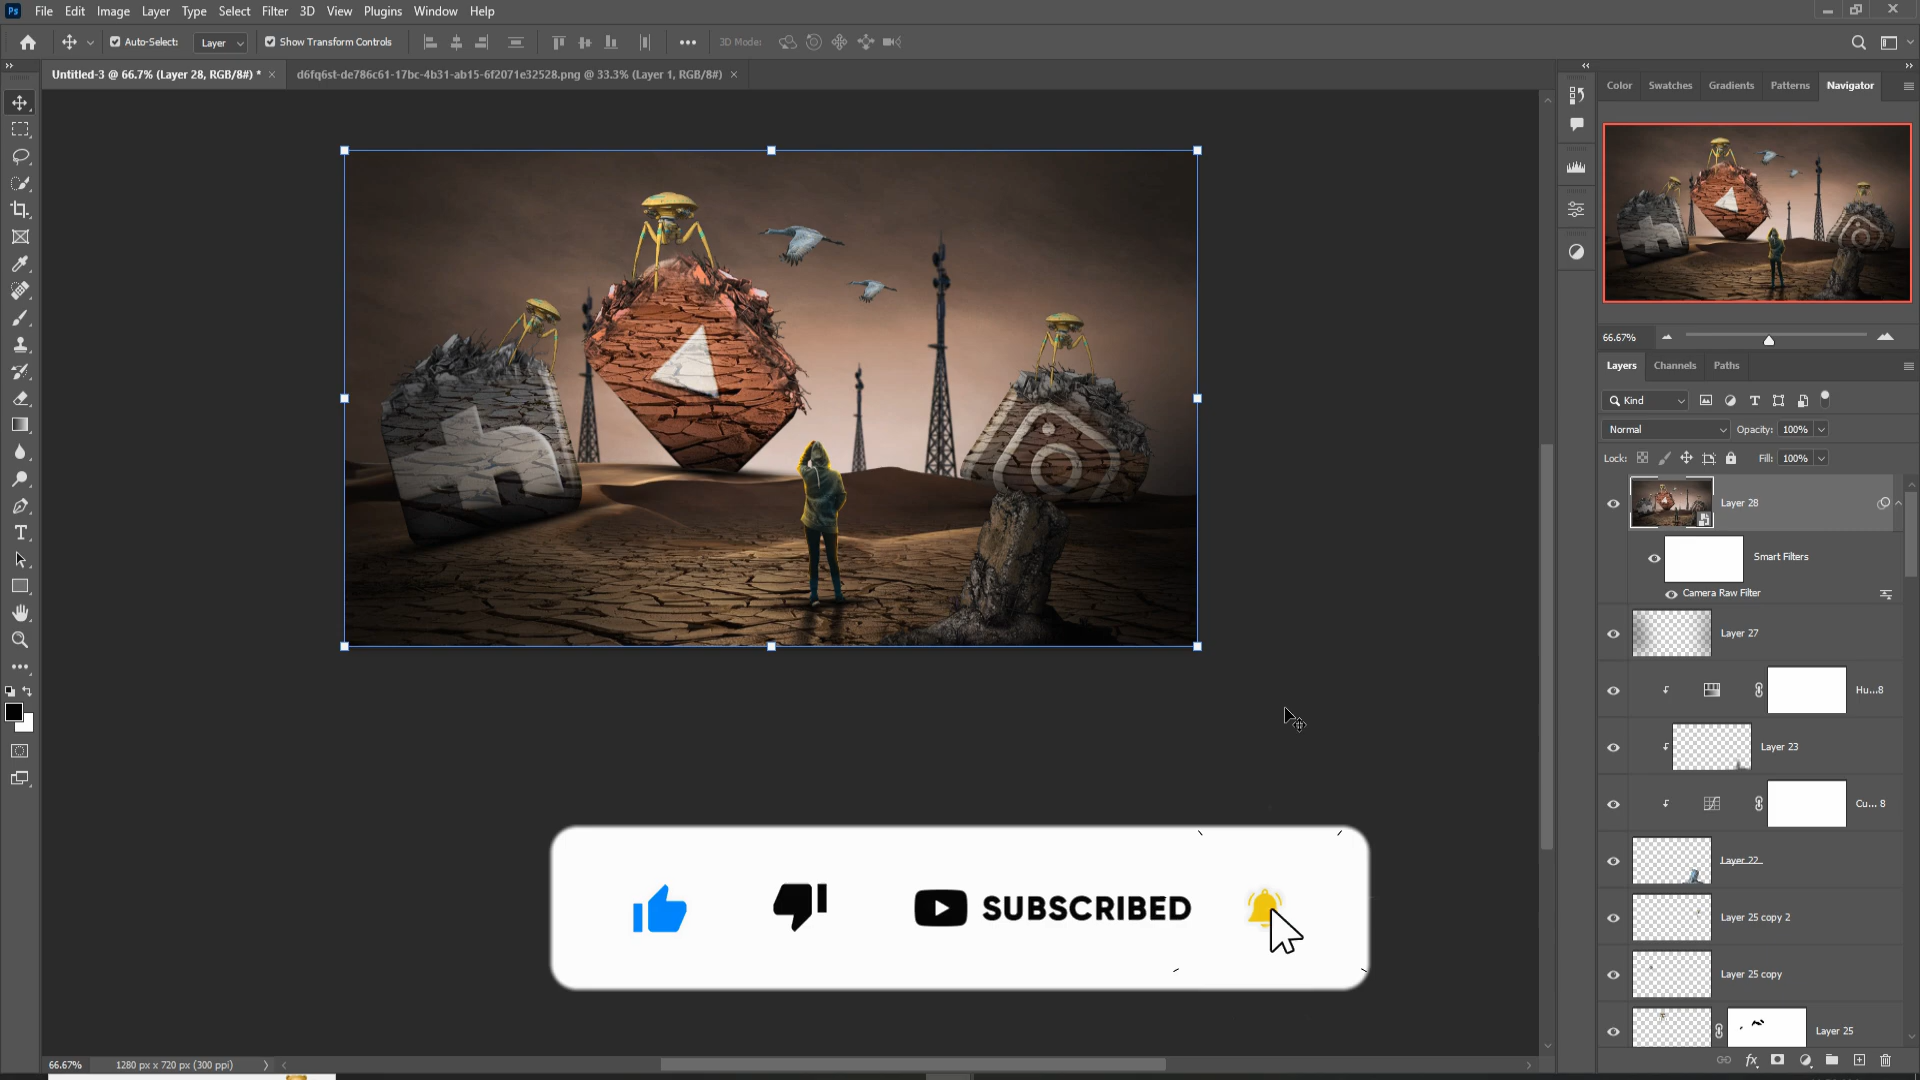 Ps File Edit Image Layer Type Select Filter 3D View Plugins Window Help
Auto-Select: Layer Show Transform Controls 3D Mode:
Untitled-3 @ 66.7% (Layer 28, RGB/8#) * × d6fq6st-de786c61-17bc-4b31-ab15-6f2071e32528.png @ 33.3% (Layer 1, RGB/8#) ×
Color Swatches Gradients Patterns Navigator
66.67%
Layers Channels Paths
Kind
Normal Opacity: 100%
Lock: Fill: 100%
Layer 28
Smart Filters
Camera Raw Filter
Layer 27
Hu...8
Layer 23
Cu... 8
Layer 22
Layer 25 copy 2
Layer 25 copy
Layer 25
SUBSCRIBED
66.67% 1280 px x 720 px (300 ppi)
fx